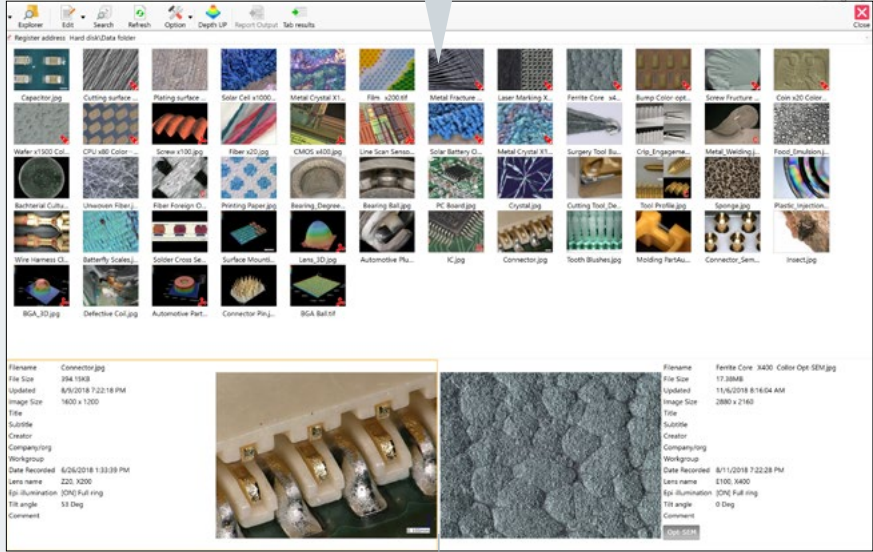 Explorer Edit Search Refresh Option Depth UP Report Output Tab results Close
Register address Hard disk\Data folder
Capacitor.jpg Cutting surface ... Plating surface ... Solar Cell x1000... Metal Crystal X1... Film x200.tif Metal Fracture ... Laser Marking X... Ferrite Core x4... Bump Color opt... Screw Fructure ... Coin x20 Color...
Wafer x1500 Col... CPU x80 Color-... Screw x100.jpg Fiber x20.jpg CMOS x400.jpg Line Scan Senso... Solar Battery O... Metal Crystal X1... Surgery Tool Bu... Crip_Engageme... Metal_Welding.j... Food_Emulsion.j...
Bachterial Cultu... Unwoven Fiber.j... Fiber Foreign O... Printing Paper.jpg Bearing_Degree... Bearing Ball.jpg PC Board.jpg Crystal.jpg Cutting Tool_De... Tool Profile.jpg Sponge.jpg Plastic_Injection...
Wire Harness Cl... Batterfly Scales.j... Solder Cross Se... Surface Mounti... Lens_3D.jpg Automotive Plu... IC.jpg Connector.jpg Tooth Blushes.jpg Molding PartAu... Connector_Sem... Insect.jpg
BGA_3D.jpg Defective Coil.jpg Automotive Part... Connector Pin.j... BGA Ball.tif
Filename Connector.jpg
File Size 394.15KB
Updated 8/9/2018 7:22:18 PM
Image Size 1600 x 1200
Title
Subtitle
Creator
Company/org
Workgroup
Date Recorded 6/26/2018 1:33:39 PM
Lens name Z20, X200
Epi-illumination [ON] Full ring
Tilt angle 53 Deg
Comment
Filename Ferrite Core X400 Collor Opt-SEM.jpg
File Size 17.38MB
Updated 11/6/2018 8:16:04 AM
Image Size 2880 x 2160
Title
Subtitle
Creator
Company/org
Workgroup
Date Recorded 8/11/2018 7:22:28 PM
Lens name E100, X400
Epi-illumination [ON] Full ring
Tilt angle 0 Deg
Comment
Opt-SEM